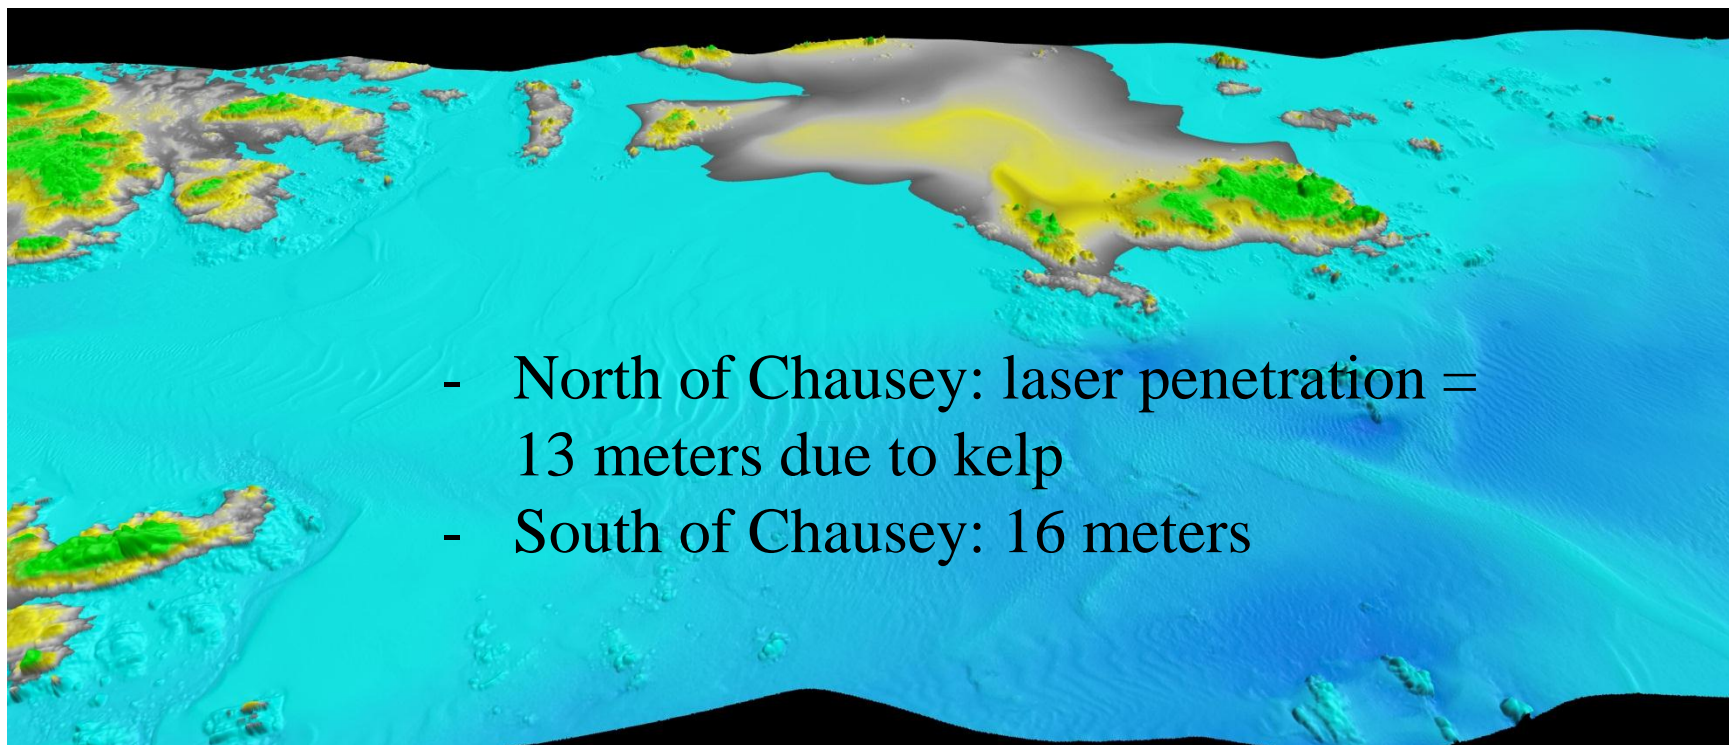 - North of Chausey: laser penetration =
13 meters due to kelp
- South of Chausey: 16 meters